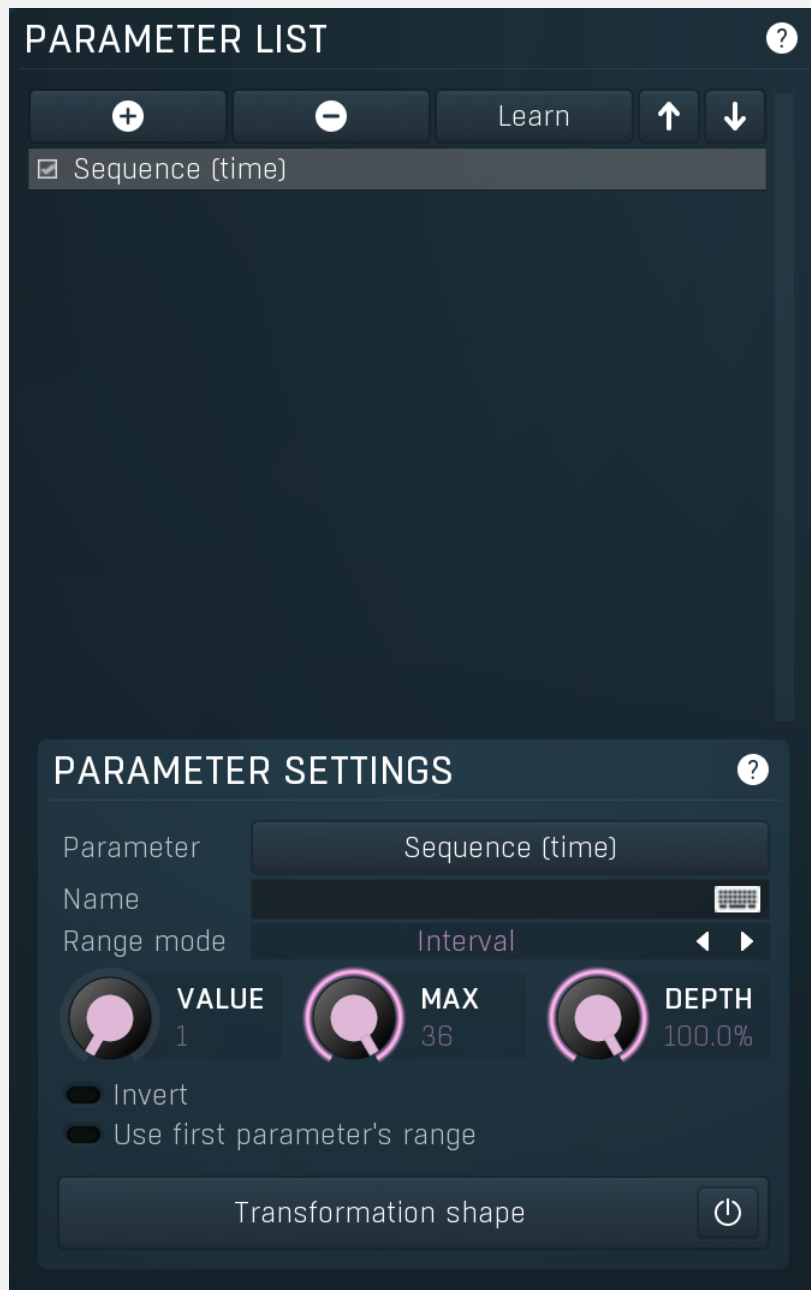 PARAMETER LIST ?
Learn
Sequence (time)
PARAMETER SETTINGS ?
Parameter Sequence (time)
Name
Range mode Interval
VALUE MAX DEPTH
1 36 100.0%
Invert
Use first parameter's range
Transformation shape